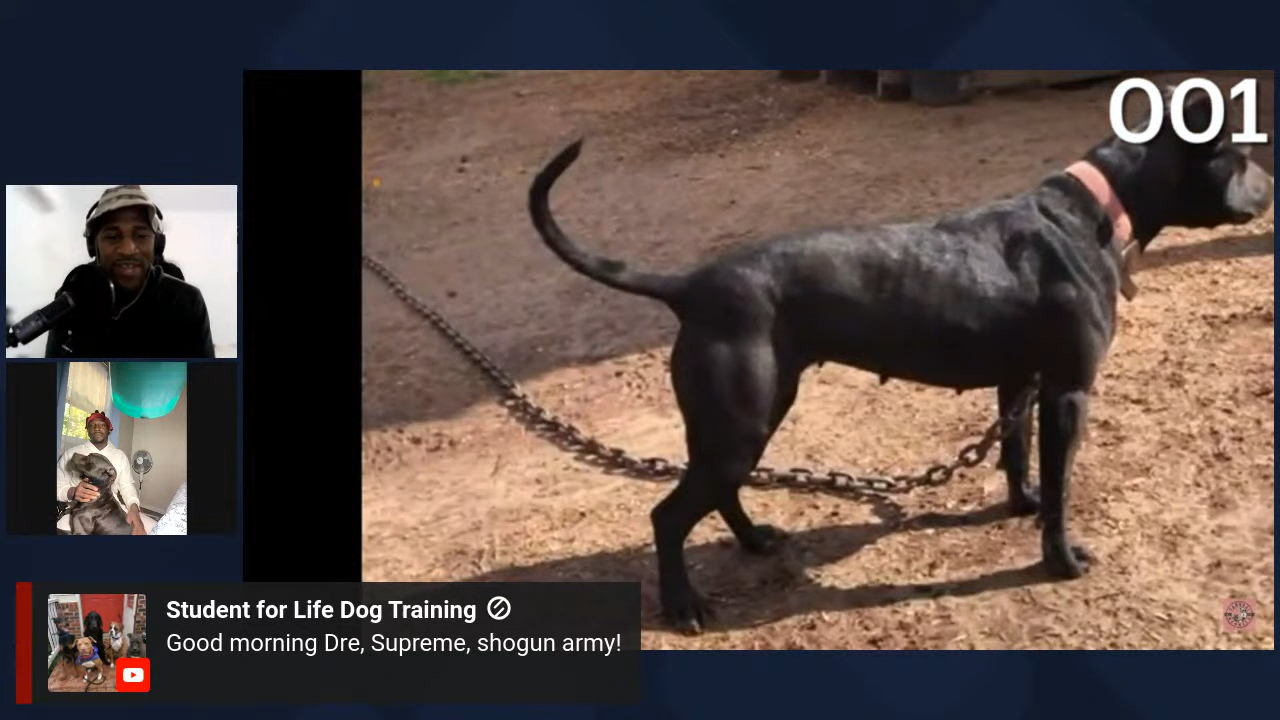 001
Student for Life Dog Training
Good morning Dre, Supreme, shogun army!